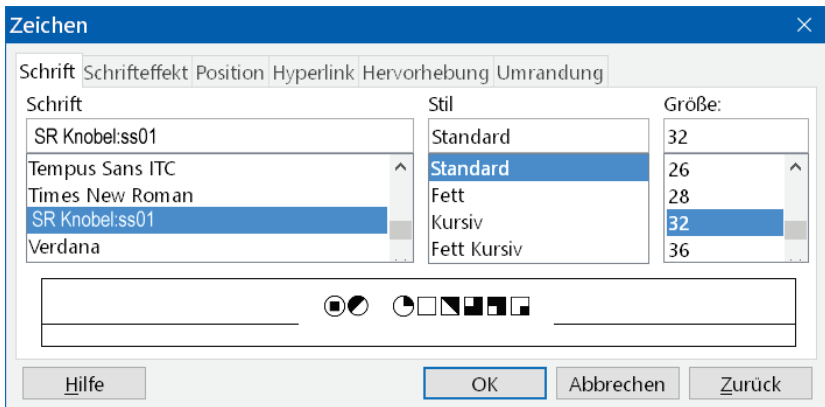 Zeichen
Schrift Schrifteffekt Position Hyperlink Hervorhebung Umrandung
Schrift Stil Größe:
SR Knobel:ss01 Standard 32
Tempus Sans ITC Standard 26
Times New Roman Fett 28
SR Knobel:ss01 Kursiv 32
Verdana Fett Kursiv 36
Hilfe OK Abbrechen Zurück